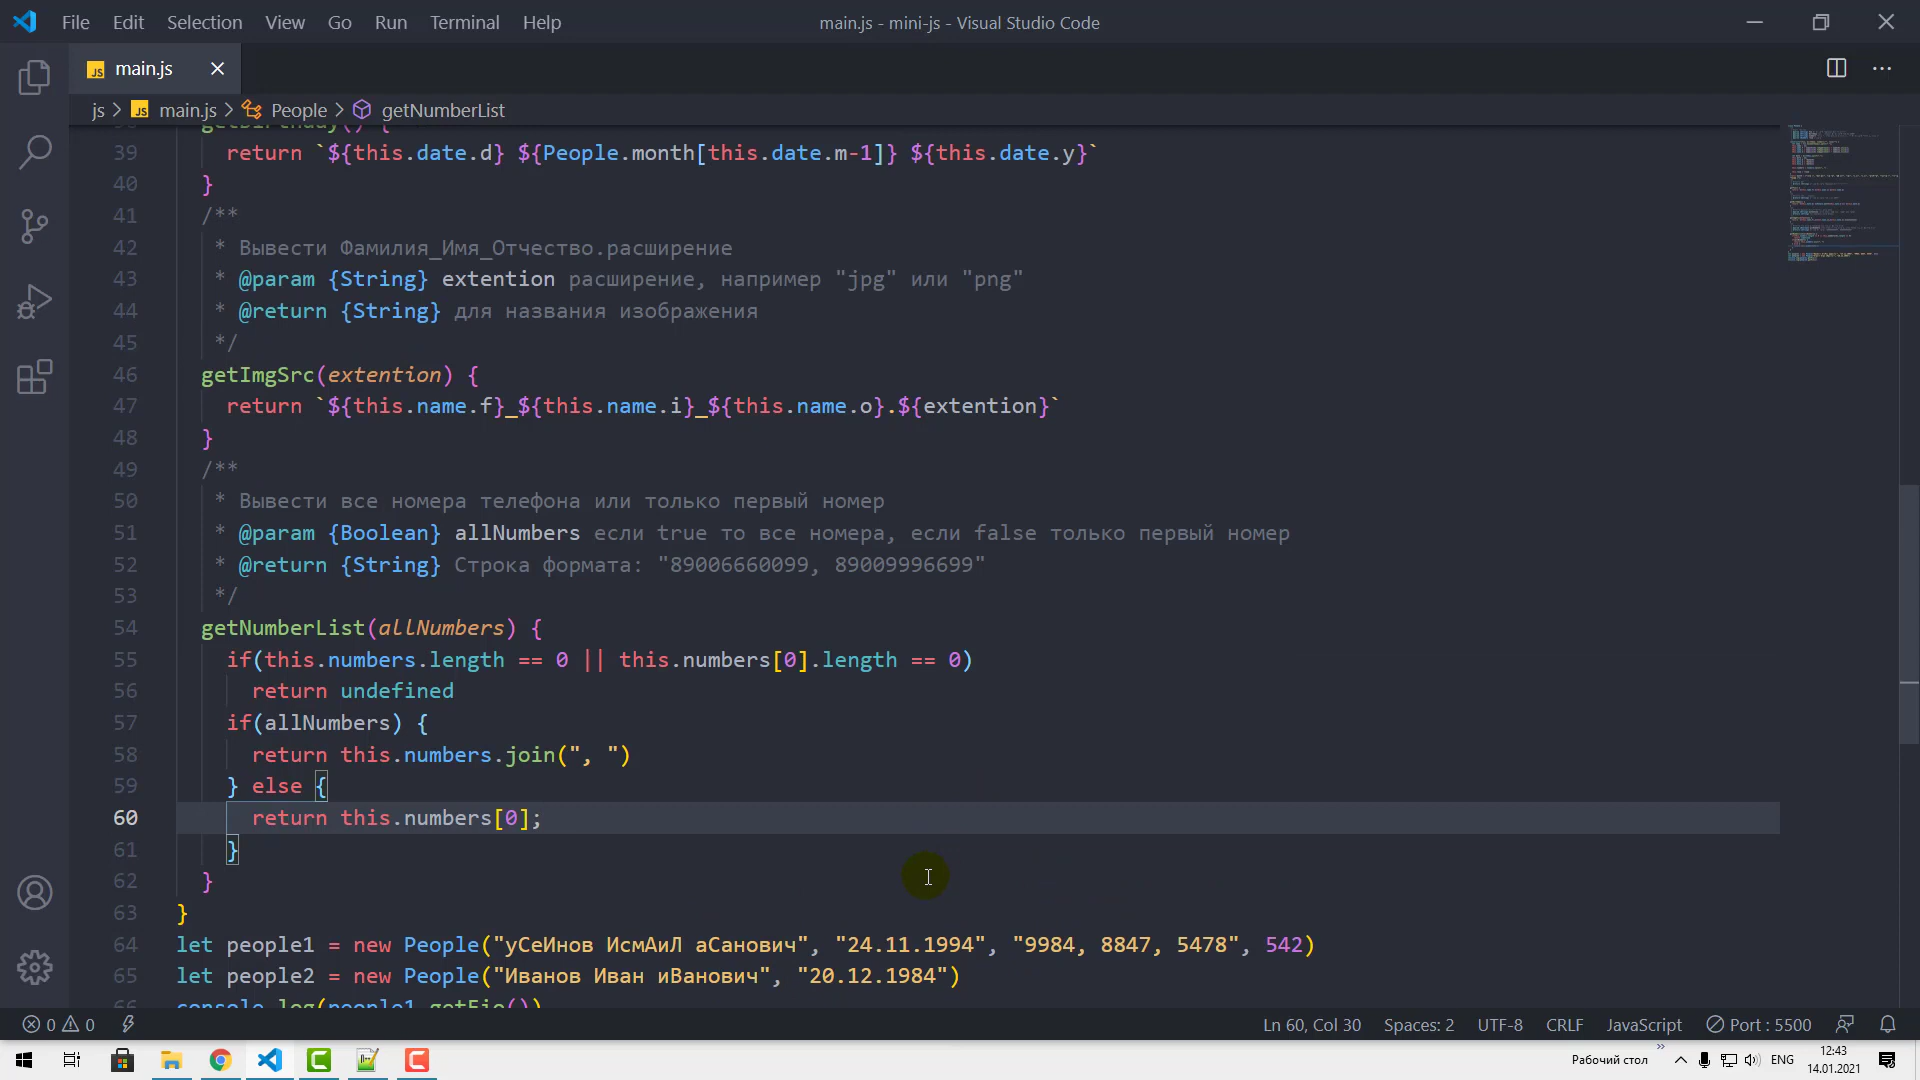 File Edit Selection View Go Run Terminal Help
main.js - mini-js - Visual Studio Code
JS main.js
js > JS main.js > People > getNumberList
getBirthday() {
39 return `${this.date.d} ${People.month[this.date.m-1]} ${this.date.y}`
40 }
41 /**
42 * Вывести Фамилия_Имя_Отчество.расширение
43 * @param {String} extention расширение, например "jpg" или "png"
44 * @return {String} для названия изображения
45 */
46 getImgSrc(extention) {
47 return `${this.name.f}_${this.name.i}_${this.name.o}.${extention}`
48 }
49 /**
50 * Вывести все номера телефона или только первый номер
51 * @param {Boolean} allNumbers если true то все номера, если false только первый номер
52 * @return {String} Строка формата: "89006660099, 89009996699"
53 */
54 getNumberList(allNumbers) {
55 if(this.numbers.length == 0 || this.numbers[0].length == 0)
56 return undefined
57 if(allNumbers) {
58 return this.numbers.join(", ")
59 } else {
60 return this.numbers[0];
61 }
62 }
63 }
64 let people1 = new People("уСеИнов ИсмАиЛ аСанович", "24.11.1994", "9984, 8847, 5478", 542)
65 let people2 = new People("Иванов Иван иВанович", "20.12.1984")
66 console.log(people1.getFio())
0 0 Ln 60, Col 30 Spaces: 2 UTF-8 CRLF JavaScript Port : 5500
Рабочий стол » ENG 12:43
14.01.2021